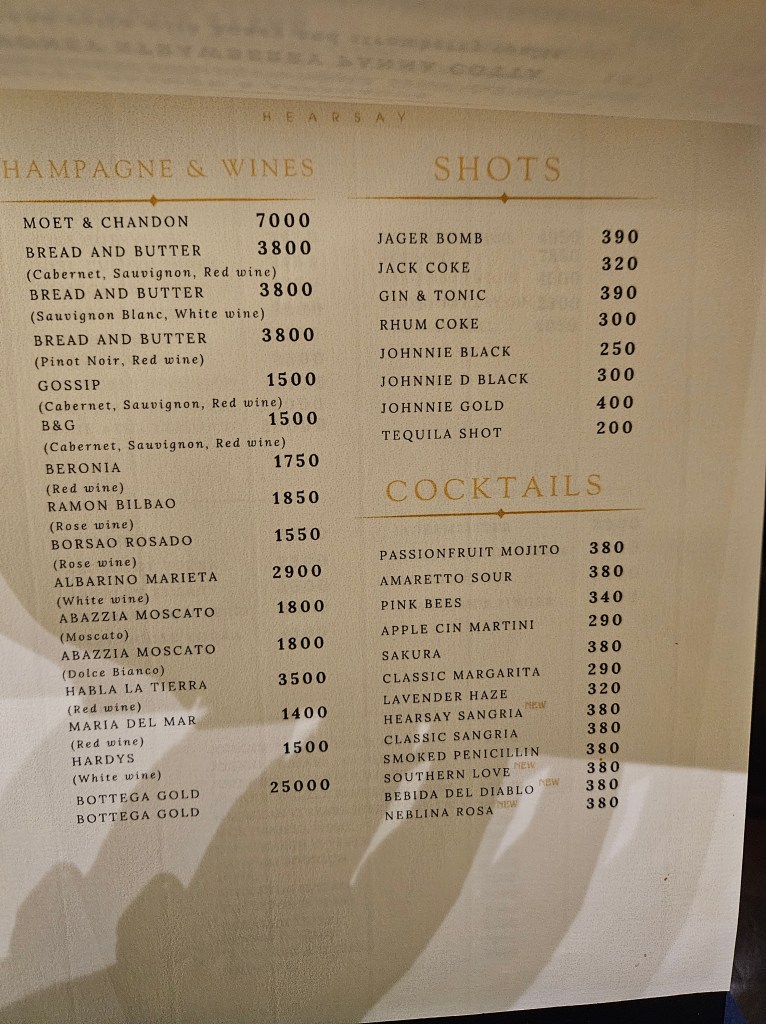 HEARSAY
HAMPAGNE & WINES
MOET & CHANDON 7000
BREAD AND BUTTER 3800
(Cabernet, Sauvignon, Red wine)
BREAD AND BUTTER 3800
(Sauvignon Blanc, White wine)
BREAD AND BUTTER 3800
(Pinot Noir, Red wine)
GOSSIP 1500
(Cabernet, Sauvignon, Red wine)
B&G 1500
(Cabernet, Sauvignon, Red wine)
BERONIA 1750
(Red wine)
RAMON BILBAO 1850
(Rose wine)
BORSAO ROSADO 1550
(Rose wine)
ALBARINO MARIETA 2900
(White wine)
ABAZZIA MOSCATO 1800
(Moscato)
ABAZZIA MOSCATO 1800
(Dolce Bianco)
HABLA LA TIERRA 3500
(Red wine)
MARIA DEL MAR 1400
(Red wine)
HARDYS 1500
(White wine)
BOTTEGA GOLD 25000
BOTTEGA GOLD
SHOTS
JAGER BOMB 390
JACK COKE 320
GIN & TONIC 390
RHUM COKE 300
JOHNNIE BLACK 250
JOHNNIE D BLACK 300
JOHNNIE GOLD 400
TEQUILA SHOT 200
COCKTAILS
PASSIONFRUIT MOJITO 380
AMARETTO SOUR 380
PINK BEES 340
APPLE CIN MARTINI 290
SAKURA 380
CLASSIC MARGARITA 290
LAVENDER HAZE 320
HEARSAY SANGRIA NEW 380
CLASSIC SANGRIA 380
SMOKED PENICILLIN 380
SOUTHERN LOVE NEW 380
BEBIDA DEL DIABLO NEW 380
NEBLINA ROSA NEW 380